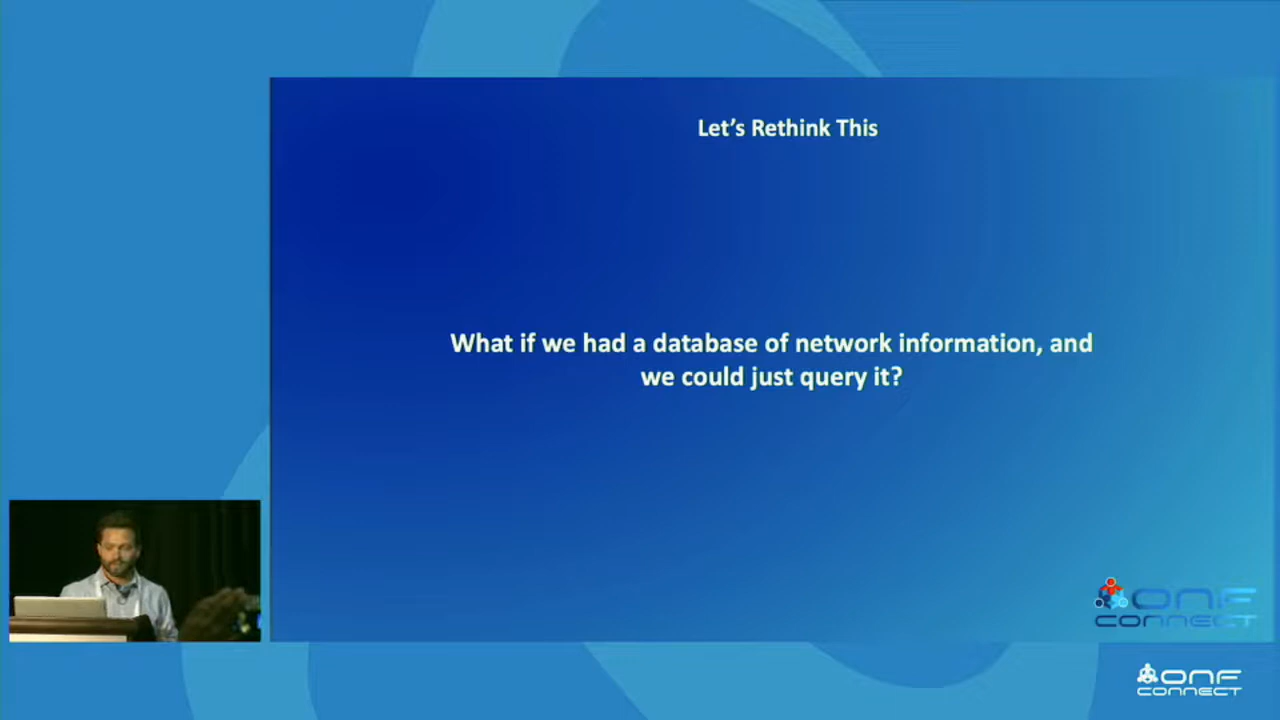 Let's Rethink This
What if we had a database of network information, and
we could just query it?
ONF
CONNECT
ONF
CONNECT